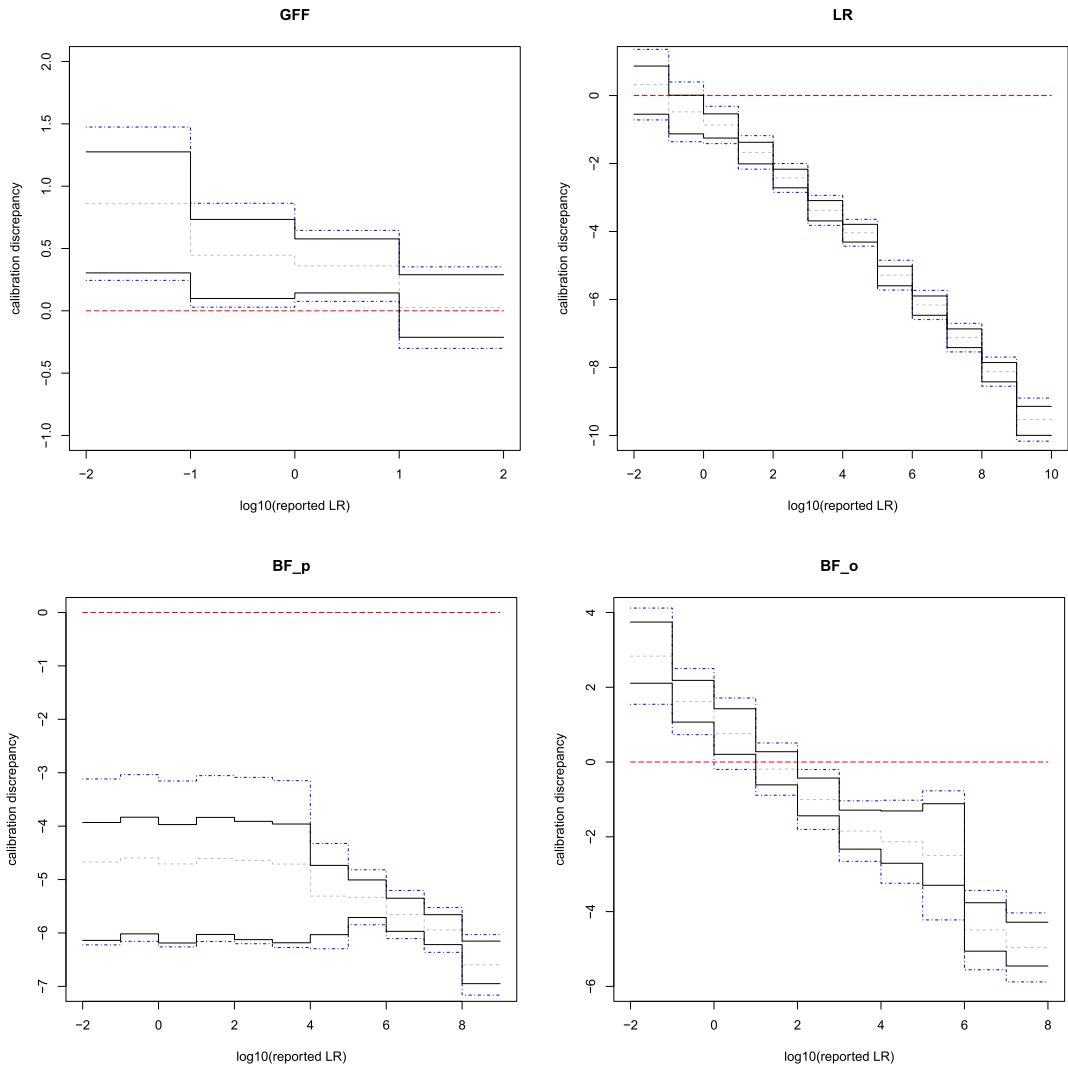 GFF
2.0
1.5
1.0
0.5
0.0
−0.5
−1.0
calibration discrepancy
−2 −1 0 1 2
log10(reported LR)
LR
0
−2
−4
−6
−8
−10
calibration discrepancy
−2 0 2 4 6 8 10
log10(reported LR)
BF_p
0
−1
−2
−3
−4
−5
−6
−7
calibration discrepancy
−2 0 2 4 6 8
log10(reported LR)
BF_o
4
2
0
−2
−4
−6
calibration discrepancy
−2 0 2 4 6 8
log10(reported LR)